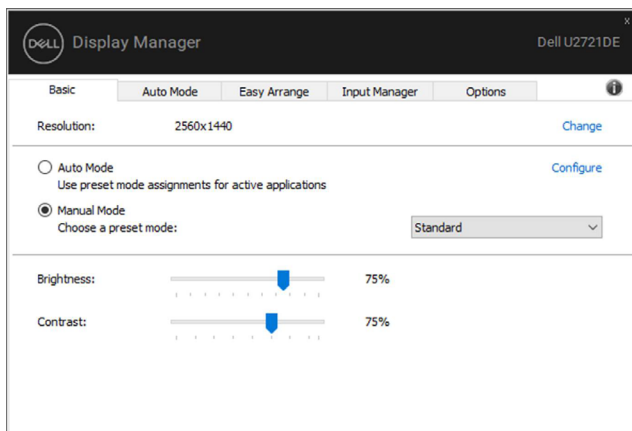 x
DELL Display Manager Dell U2721DE
Basic Auto Mode Easy Arrange Input Manager Options i
Resolution: 2560x1440 Change
Auto Mode Configure
Use preset mode assignments for active applications
Manual Mode
Choose a preset mode: Standard
Brightness: 75%
Contrast: 75%